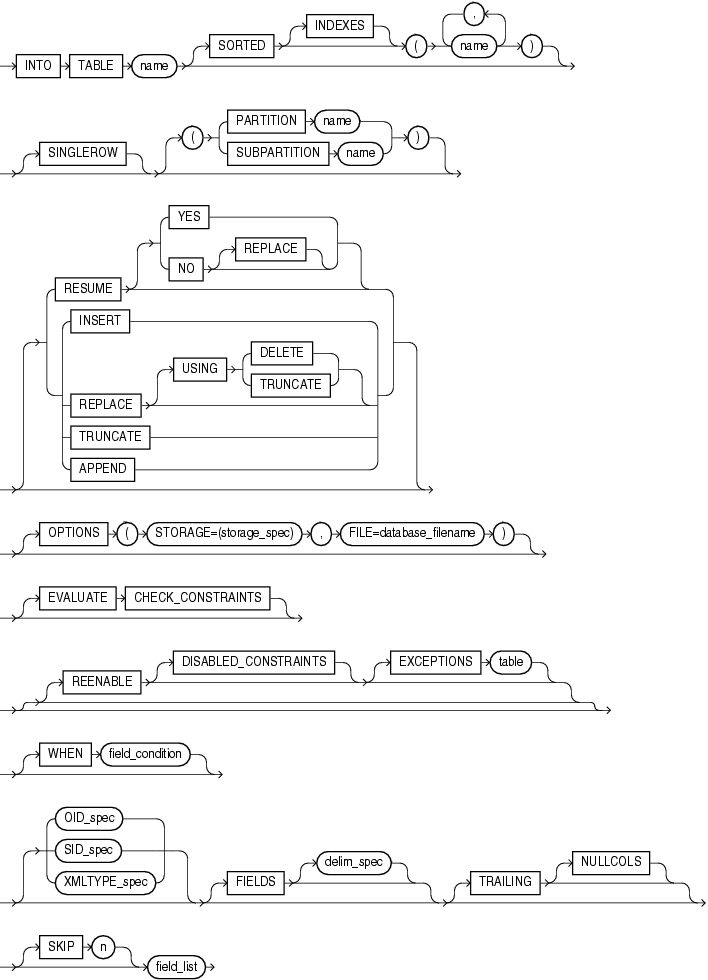 INDEXES ,
SORTED ( name )
INTO TABLE name
PARTITION name
SINGLEROW ( )
SUBPARTITION name
YES
NO REPLACE
RESUME
INSERT
DELETE
USING
TRUNCATE
REPLACE
TRUNCATE
APPEND
OPTIONS ( STORAGE=(storage_spec) , FILE=database_filename )
EVALUATE CHECK_CONSTRAINTS
DISABLED_CONSTRAINTS EXCEPTIONS table
REENABLE
WHEN field_condition
OID_spec
SID_spec
XMLTYPE_spec
delim_spec NULLCOLS
FIELDS TRAILING
SKIP n
field_list